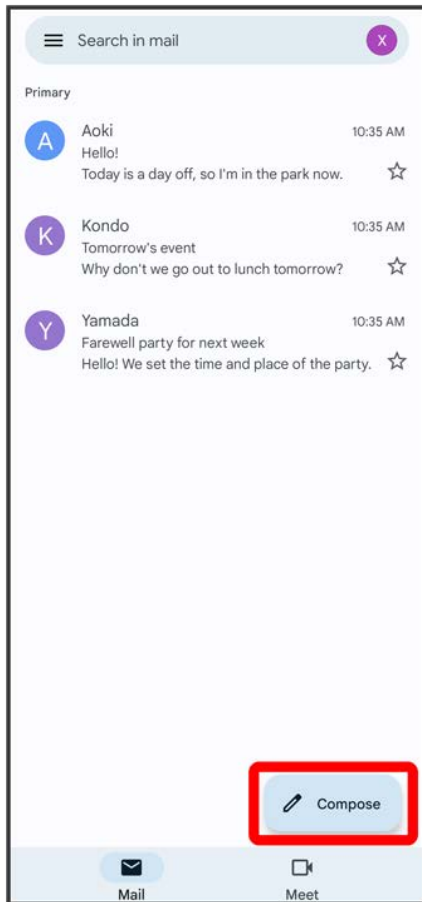 Search in mail
X
Primary
A
Aoki
10:35 AM
Hello!
Today is a day off, so I'm in the park now.
K
Kondo
10:35 AM
Tomorrow's event
Why don't we go out to lunch tomorrow?
Y
Yamada
10:35 AM
Farewell party for next week
Hello! We set the time and place of the party.
Compose
Mail
Meet